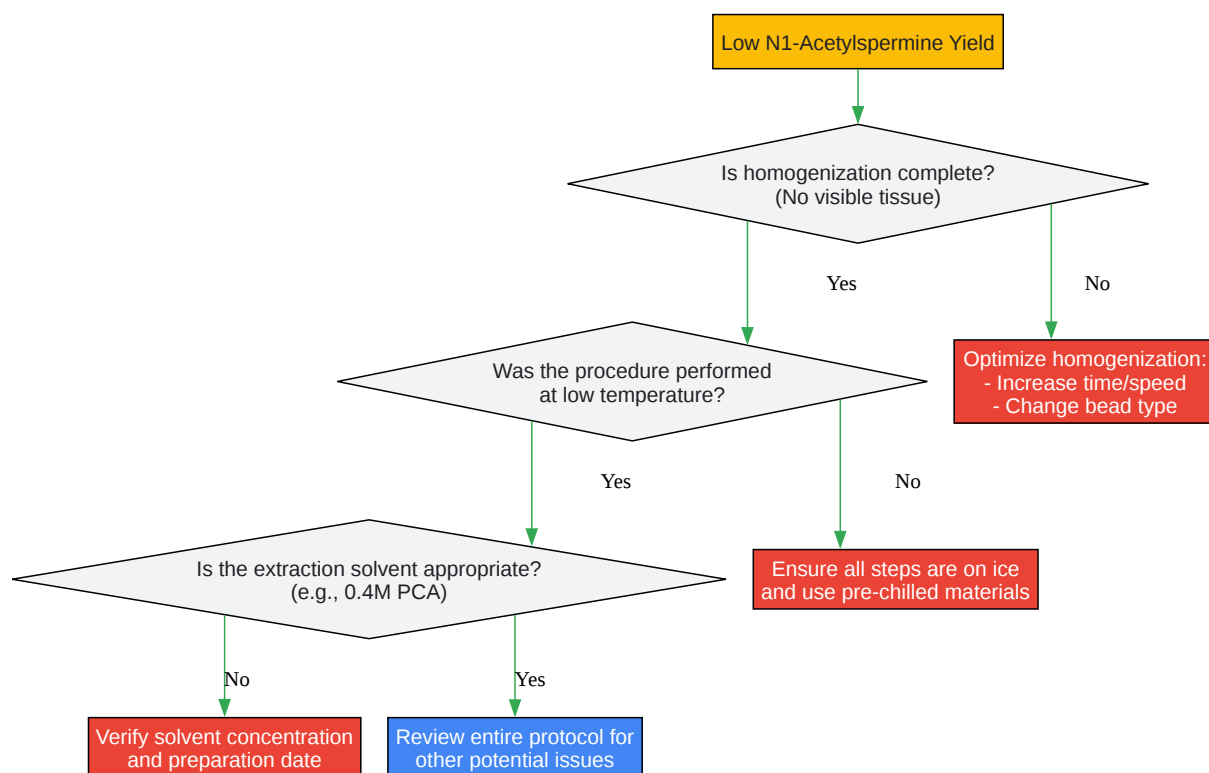 Low N1-Acetylspermine Yield
Is homogenization complete?
(No visible tissue)
Yes
No
Was the procedure performed
at low temperature?
Optimize homogenization:
- Increase time/speed
- Change bead type
Yes
No
Is the extraction solvent appropriate?
(e.g., 0.4M PCA)
Ensure all steps are on ice
and use pre-chilled materials
No
Yes
Verify solvent concentration
and preparation date
Review entire protocol for
other potential issues